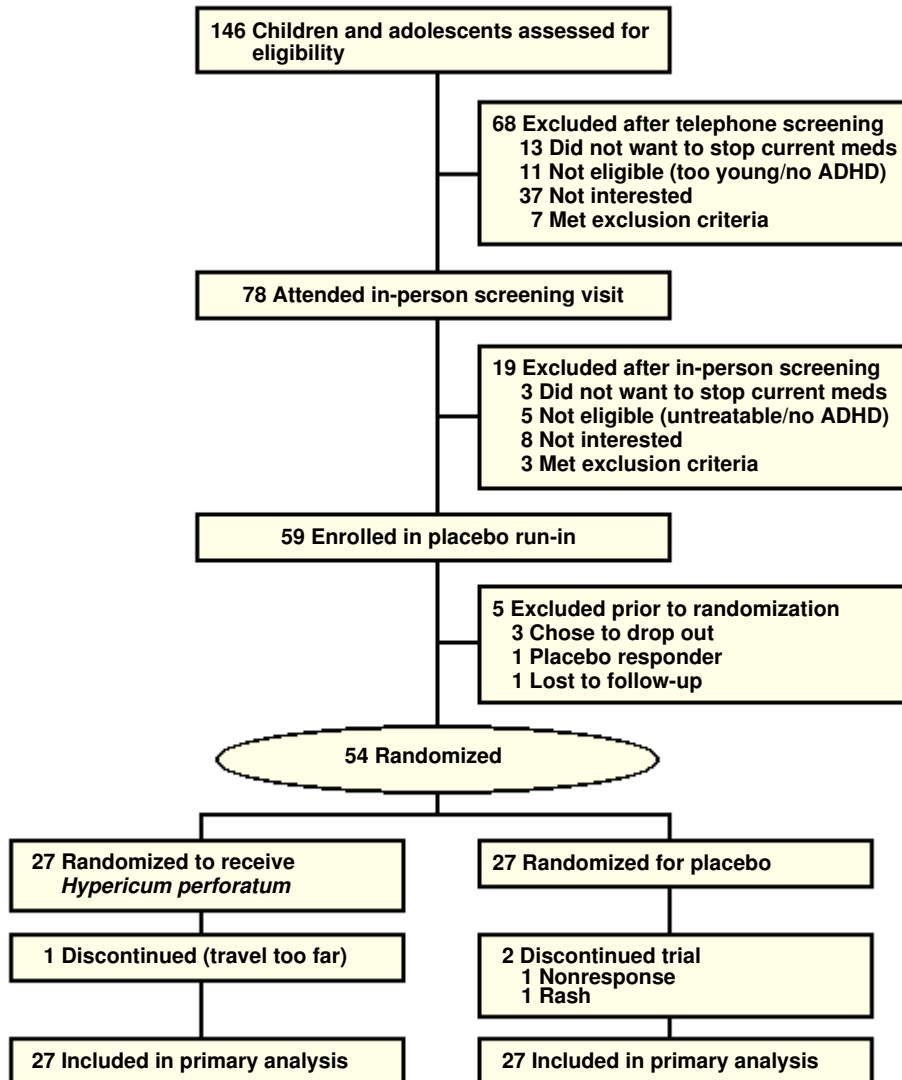 146 Children and adolescents assessed for
eligibility
68 Excluded after telephone screening
13 Did not want to stop current meds
11 Not eligible (too young/no ADHD)
37 Not interested
7 Met exclusion criteria
78 Attended in-person screening visit
19 Excluded after in-person screening
3 Did not want to stop current meds
5 Not eligible (untreatable/no ADHD)
8 Not interested
3 Met exclusion criteria
59 Enrolled in placebo run-in
5 Excluded prior to randomization
3 Chose to drop out
1 Placebo responder
1 Lost to follow-up
54 Randomized
27 Randomized to receive
Hypericum perforatum
27 Randomized for placebo
1 Discontinued (travel too far)
2 Discontinued trial
1 Nonresponse
1 Rash
27 Included in primary analysis
27 Included in primary analysis